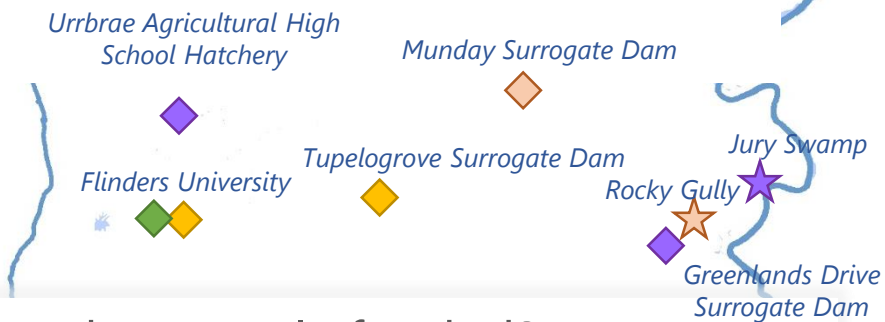 Urrbrae Agricultural High
School Hatchery
Munday Surrogate Dam
Jury Swamp
Tupelogrove Surrogate Dam
Flinders University
Rocky Gully
Greenlands Drive
Surrogate Dam